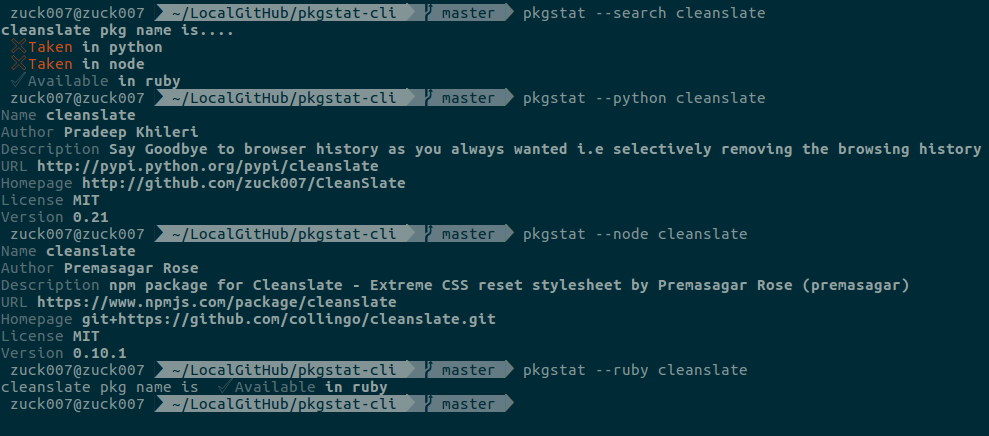 zuck007@zuck007 ~/LocalGitHub/pkgstat-cli master pkgstat --search cleanslate
cleanslate pkg name is....
✗Taken in python
✗Taken in node
✓Available in ruby
zuck007@zuck007 ~/LocalGitHub/pkgstat-cli master pkgstat --python cleanslate
Name cleanslate
Author Pradeep Khileri
Description Say Goodbye to browser history as you always wanted i.e selectively removing the browsing history
URL http://pypi.python.org/pypi/cleanslate
Homepage http://github.com/zuck007/CleanSlate
License MIT
Version 0.21
zuck007@zuck007 ~/LocalGitHub/pkgstat-cli master pkgstat --node cleanslate
Name cleanslate
Author Premasagar Rose
Description npm package for Cleanslate - Extreme CSS reset stylesheet by Premasagar Rose (premasagar)
URL https://www.npmjs.com/package/cleanslate
Homepage git+https://github.com/collingo/cleanslate.git
License MIT
Version 0.10.1
zuck007@zuck007 ~/LocalGitHub/pkgstat-cli master pkgstat --ruby cleanslate
cleanslate pkg name is ✓Available in ruby
zuck007@zuck007 ~/LocalGitHub/pkgstat-cli master